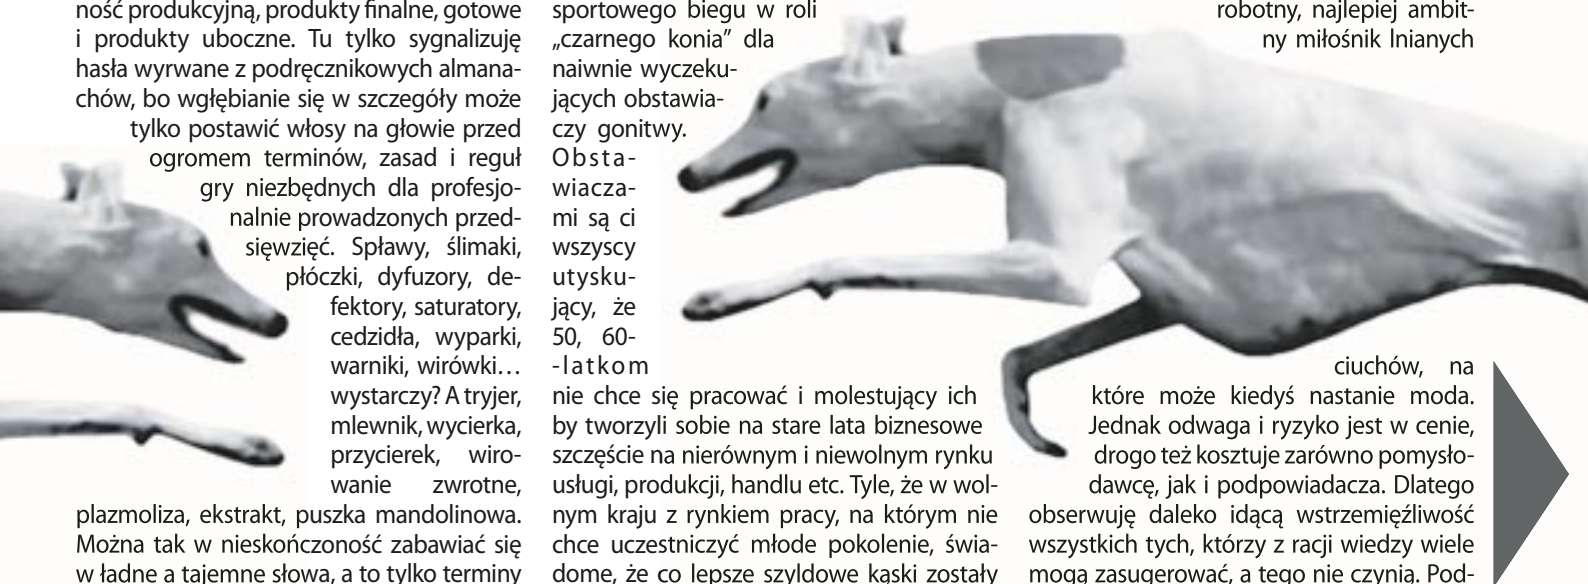 ność produkcyjną, produkty finalne, gotowe
i produkty uboczne. Tu tylko sygnalizuję
hasła wyrwane z podręcznikowych almana-
chów, bo wgłębianie się w szczegóły może
tylko postawić włosy na głowie przed
ogromem terminów, zasad i reguł
gry niezbędnych dla profesjo-
nalnie prowadzonych przed-
sięwzięć. Spławy, ślimaki,
płóczki, dyfuzory, de-
fektory, saturatory,
cedzidła, wyparki,
warniki, wirówki…
wystarczy? A tryjer,
mlewnik, wycierka,
przycierek, wiro-
wanie zwrotne,
plazmoliza, ekstrakt, puszka mandolinowa.
Można tak w nieskończoność zabawiać się
w ładne a tajemne słowa, a to tylko terminy
sportowego biegu w roli
„czarnego konia” dla
naiwnie wyczeku-
jących obstawia-
czy gonitwy.
Obsta-
wiacza-
mi są ci
wszyscy
utysku-
jący, że
50, 60-
-latkom
nie chce się pracować i molestujący ich
by tworzyli sobie na stare lata biznesowe
szczęście na nierównym i niewolnym rynku
usługi, produkcji, handlu etc. Tyle, że w wol-
nym kraju z rynkiem pracy, na którym nie
chce uczestniczyć młode pokolenie, świa-
dome, że co lepsze szyldowe kąski zostały
robotny, najlepiej ambit-
ny miłośnik lnianych
ciuchów, na
które może kiedyś nastanie moda.
Jednak odwaga i ryzyko jest w cenie,
drogo też kosztuje zarówno pomysło-
dawcę, jak i podpowiadacza. Dlatego
obserwuję daleko idącą wstrzemięźliwość
wszystkich tych, którzy z racji wiedzy wiele
mogą zasugerować, a tego nie czynią. Pod-